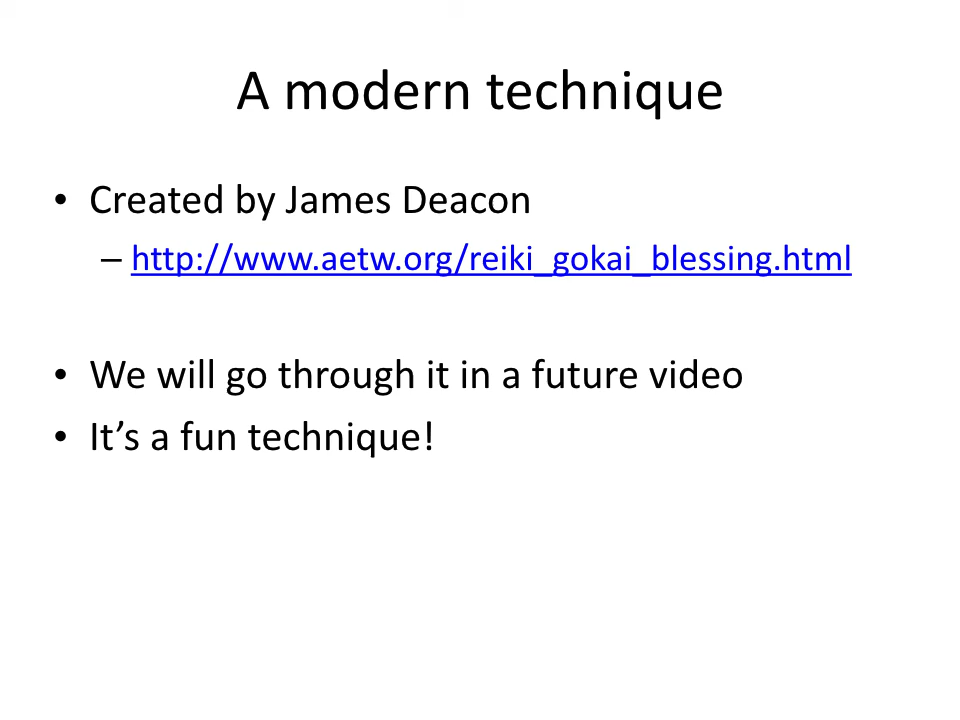 A modern technique
• Created by James Deacon
– http://www.aetw.org/reiki_gokai_blessing.html
• We will go through it in a future video
• It’s a fun technique!